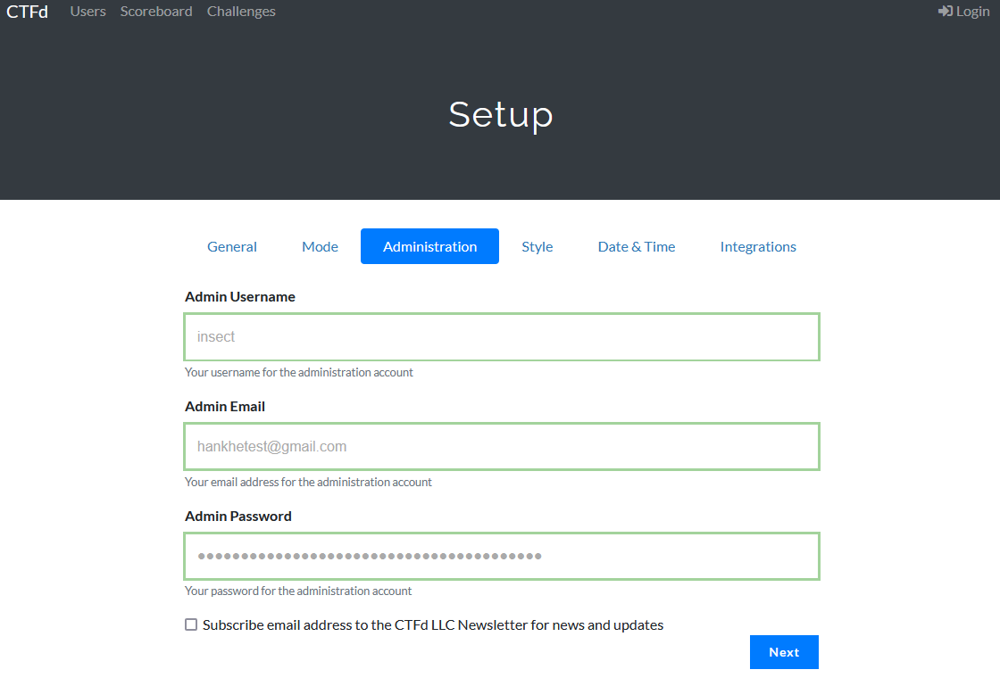 CTFd Users Scoreboard Challenges Login
Setup
General Mode Administration Style Date & Time Integrations
Admin Username
insect
Your username for the administration account
Admin Email
hankhetest@gmail.com
Your email address for the administration account
Admin Password
Your password for the administration account
Subscribe email address to the CTFd LLC Newsletter for news and updates
Next